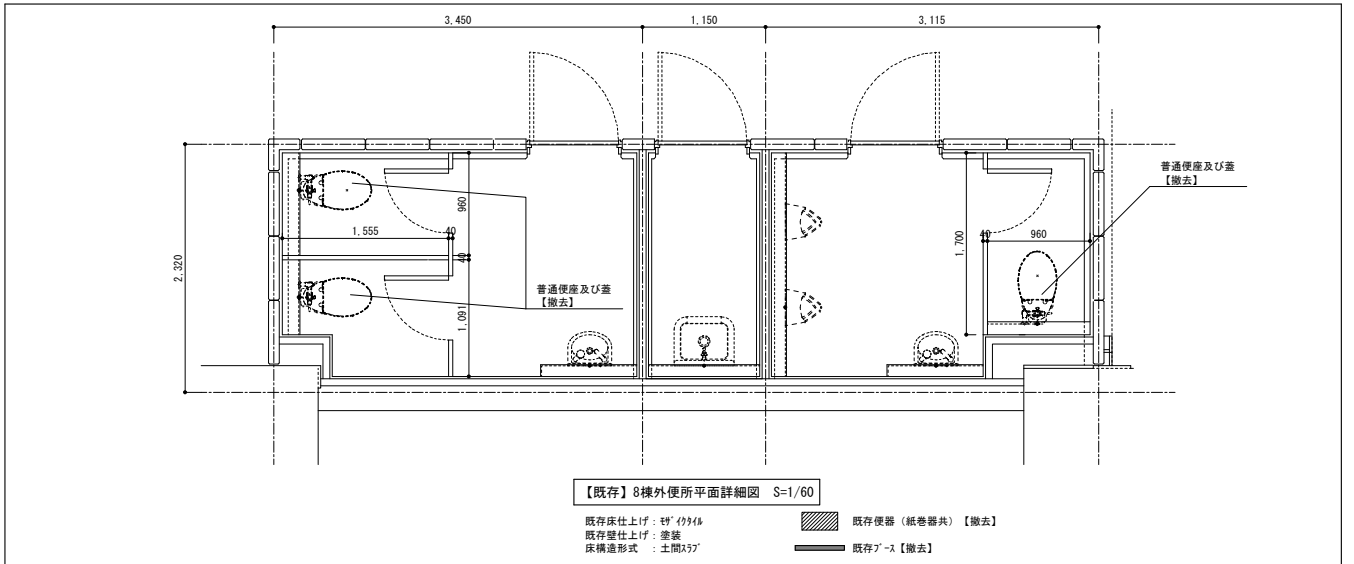 3,450
1,150
3,115
普通便座及び蓋
【撤去】
960
1,555
40
40
960
1,700
2,320
40
普通便座及び蓋
【撤去】
1,091
【既存】8棟外便所平面詳細図 S=1/60
既存床仕上げ：ﾓｻﾞｲｸﾀｲﾙ
既存便器（紙巻器共）【撤去】
既存壁仕上げ：塗装
床構造形式 ：土間ｽﾗﾌﾞ
既存ﾌﾞｰｽ【撤去】